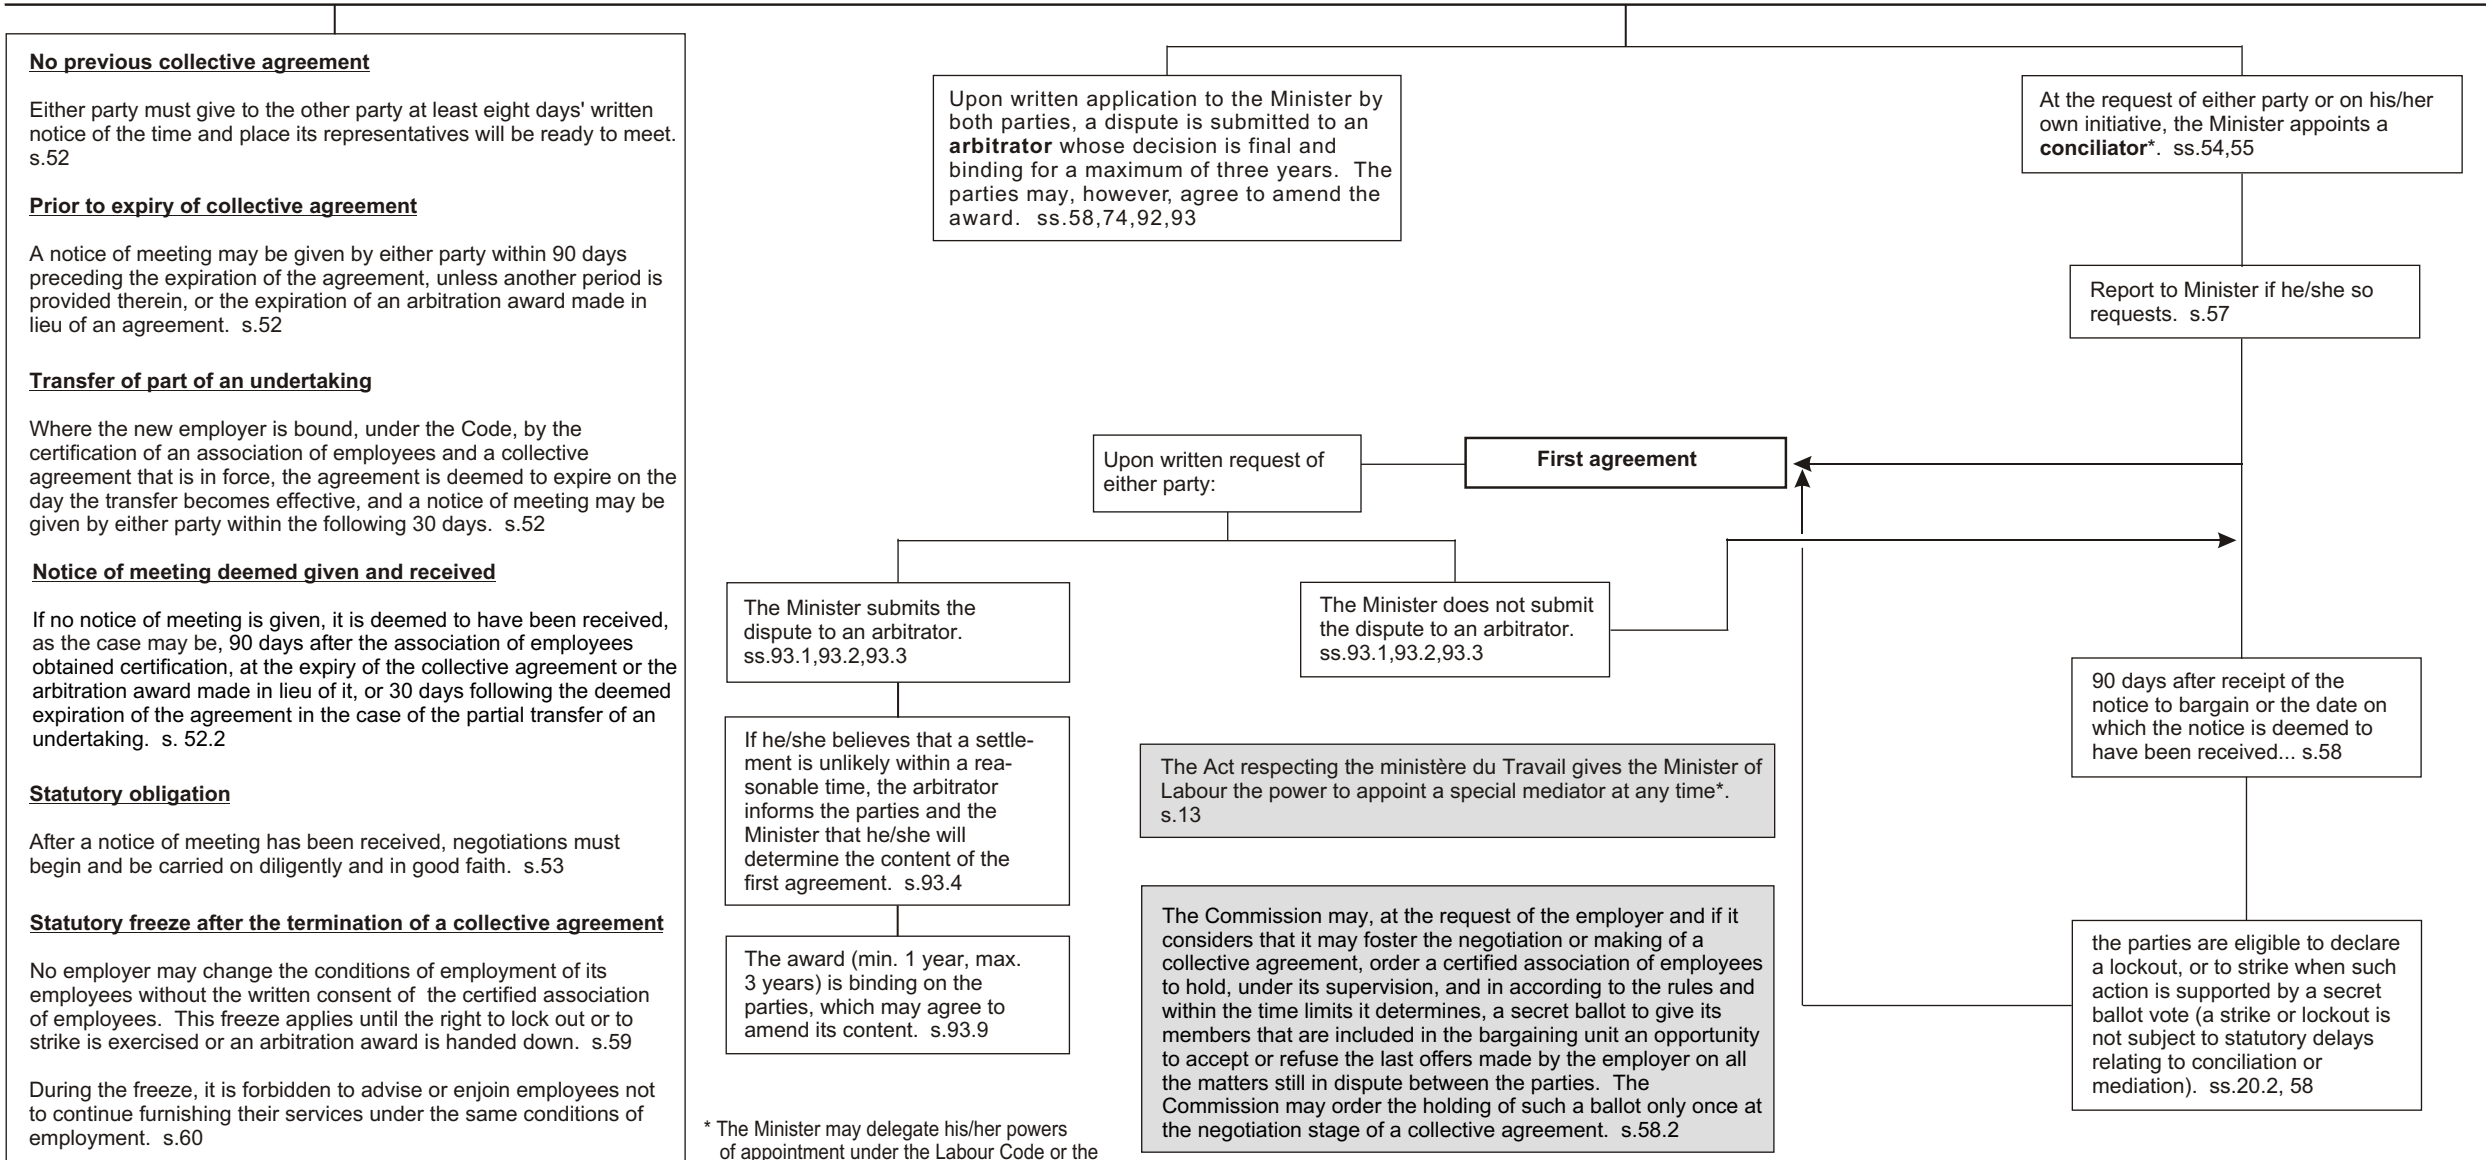 No previous collective agreement
Either party must give to the other party at least eight days' written
notice of the time and place its representatives will be ready to meet.
s.52
Prior to expiry of collective agreement
A notice of meeting may be given by either party within 90 days
preceding the expiration of the agreement, unless another period is
provided therein, or the expiration of an arbitration award made in
lieu of an agreement. s.52
Transfer of part of an undertaking
Where the new employer is bound, under the Code, by the
certification of an association of employees and a collective
agreement that is in force, the agreement is deemed to expire on the
day the transfer becomes effective, and a notice of meeting may be
given by either party within the following 30 days. s.52
Notice of meeting deemed given and received
If no notice of meeting is given, it is deemed to have been received,
as the case may be, 90 days after the association of employees
obtained certification, at the expiry of the collective agreement or the
arbitration award made in lieu of it, or 30 days following the deemed
expiration of the agreement in the case of the partial transfer of an
undertaking. s. 52.2
Statutory obligation
After a notice of meeting has been received, negotiations must
begin and be carried on diligently and in good faith. s.53
Statutory freeze after the termination of a collective agreement
No employer may change the conditions of employment of its
employees without the written consent of the certified association
of employees. This freeze applies until the right to lock out or to
strike is exercised or an arbitration award is handed down. s.59
During the freeze, it is forbidden to advise or enjoin employees not
to continue furnishing their services under the same conditions of
employment. s.60
Upon written application to the Minister by
both parties, a dispute is submitted to an
arbitrator whose decision is final and
binding for a maximum of three years. The
parties may, however, agree to amend the
award. ss.58,74,92,93
At the request of either party or on his/her
own initiative, the Minister appoints a
conciliator*. ss.54,55
Report to Minister if he/she so
requests. s.57
First agreement
Upon written request of
either party:
The Minister submits the
dispute to an arbitrator.
ss.93.1,93.2,93.3
The Minister does not submit
the dispute to an arbitrator.
ss.93.1,93.2,93.3
If he/she believes that a settle-
ment is unlikely within a rea-
sonable time, the arbitrator
informs the parties and the
Minister that he/she will
determine the content of the
first agreement. s.93.4
The award (min. 1 year, max.
3 years) is binding on the
parties, which may agree to
amend its content. s.93.9
* The Minister may delegate his/her powers
of appointment under the Labour Code or the
The Act respecting the ministère du Travail gives the Minister of
Labour the power to appoint a special mediator at any time*.
s.13
The Commission may, at the request of the employer and if it
considers that it may foster the negotiation or making of a
collective agreement, order a certified association of employees
to hold, under its supervision, and in according to the rules and
within the time limits it determines, a secret ballot to give its
members that are included in the bargaining unit an opportunity
to accept or refuse the last offers made by the employer on all
the matters still in dispute between the parties. The
Commission may order the holding of such a ballot only once at
the negotiation stage of a collective agreement. s.58.2
90 days after receipt of the
notice to bargain or the date on
which the notice is deemed to
have been received... s.58
the parties are eligible to declare
a lockout, or to strike when such
action is supported by a secret
ballot vote (a strike or lockout is
not subject to statutory delays
relating to conciliation or
mediation). ss.20.2, 58